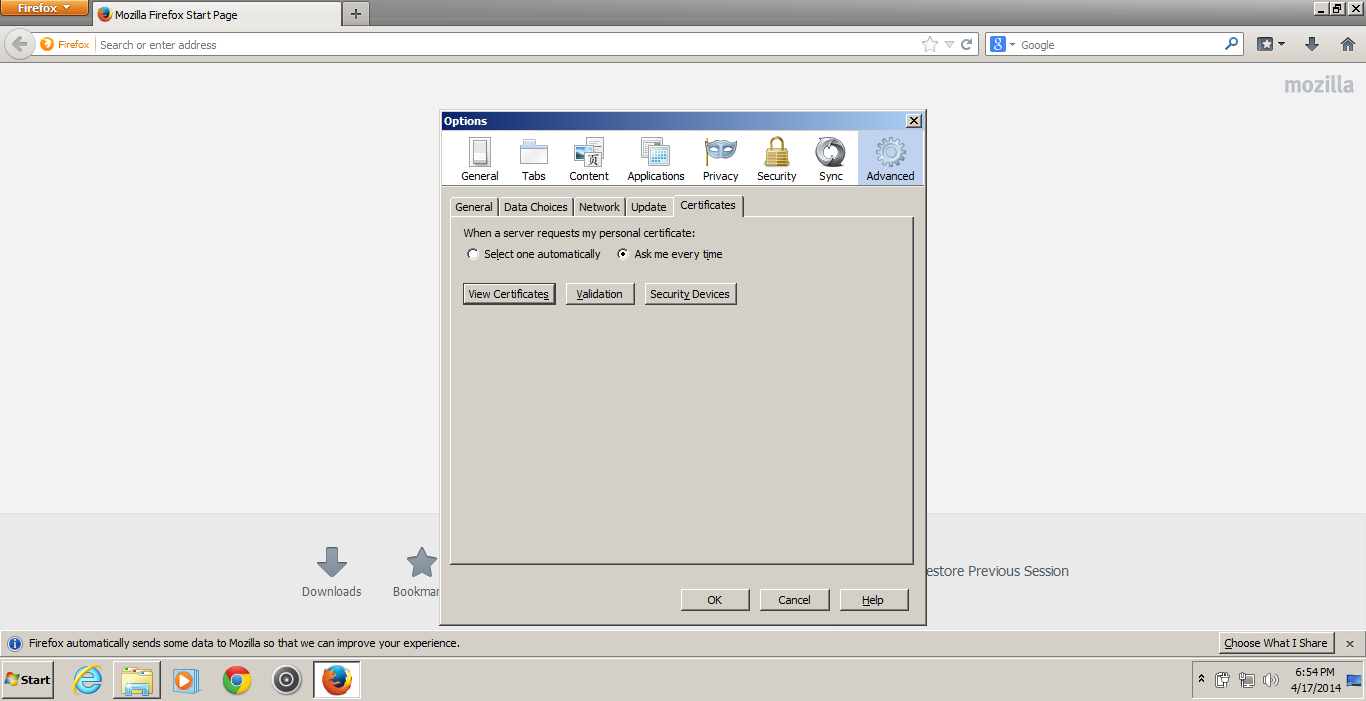 Firefox
Mozilla Firefox Start Page
Firefox
Search or enter address
Google
mozilla
Options
General
Tabs
Content
Applications
Privacy
Security
Sync
Advanced
General
Data Choices
Network
Update
Certificates
When a server requests my personal certificate:
Select one automatically
Ask me every time
View Certificates
Validation
Security Devices
OK
Cancel
Help
Downloads
Bookmar
estore Previous Session
Firefox automatically sends some data to Mozilla so that we can improve your experience.
Choose What I Share
Start
6:54 PM
4/17/2014